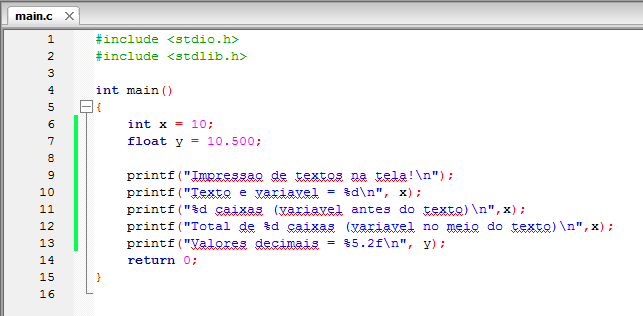 main.c
1 #include <stdio.h>
2 #include <stdlib.h>
3
4 int main()
5 {
6 int x = 10;
7 float y = 10.500;
8
9 printf("Impressao de textos na tela!\n");
10 printf("Texto e variavel = %d\n", x);
11 printf("%d caixas (variavel antes do texto)\n",x);
12 printf("Total de %d caixas (variavel no meio do texto)\n",x);
13 printf("Valores decimais = %5.2f\n", y);
14 return 0;
15 }
16